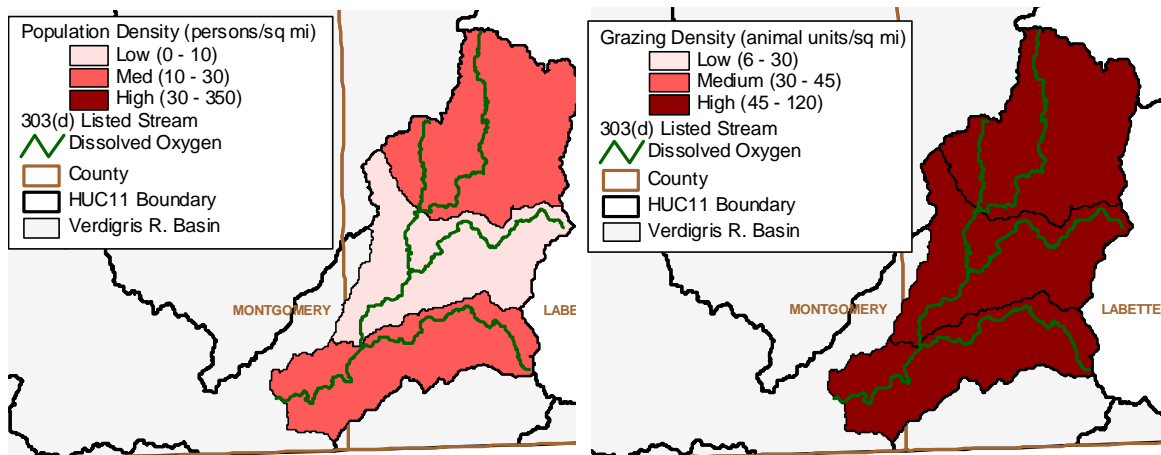 Population Density (persons/sq mi)
Low (0 - 10)
Med (10 - 30)
High (30 - 350)
303(d) Listed Stream
Dissolved Oxygen
County
HUC11 Boundary
Verdigris R. Basin
MONTGOMERY
LABE
Grazing Density (animal units/sq mi)
Low (6 - 30)
Medium (30 - 45)
High (45 - 120)
303(d) Listed Stream
Dissolved Oxygen
County
HUC11 Boundary
Verdigris R. Basin
MONTGOMERY
LABETTE